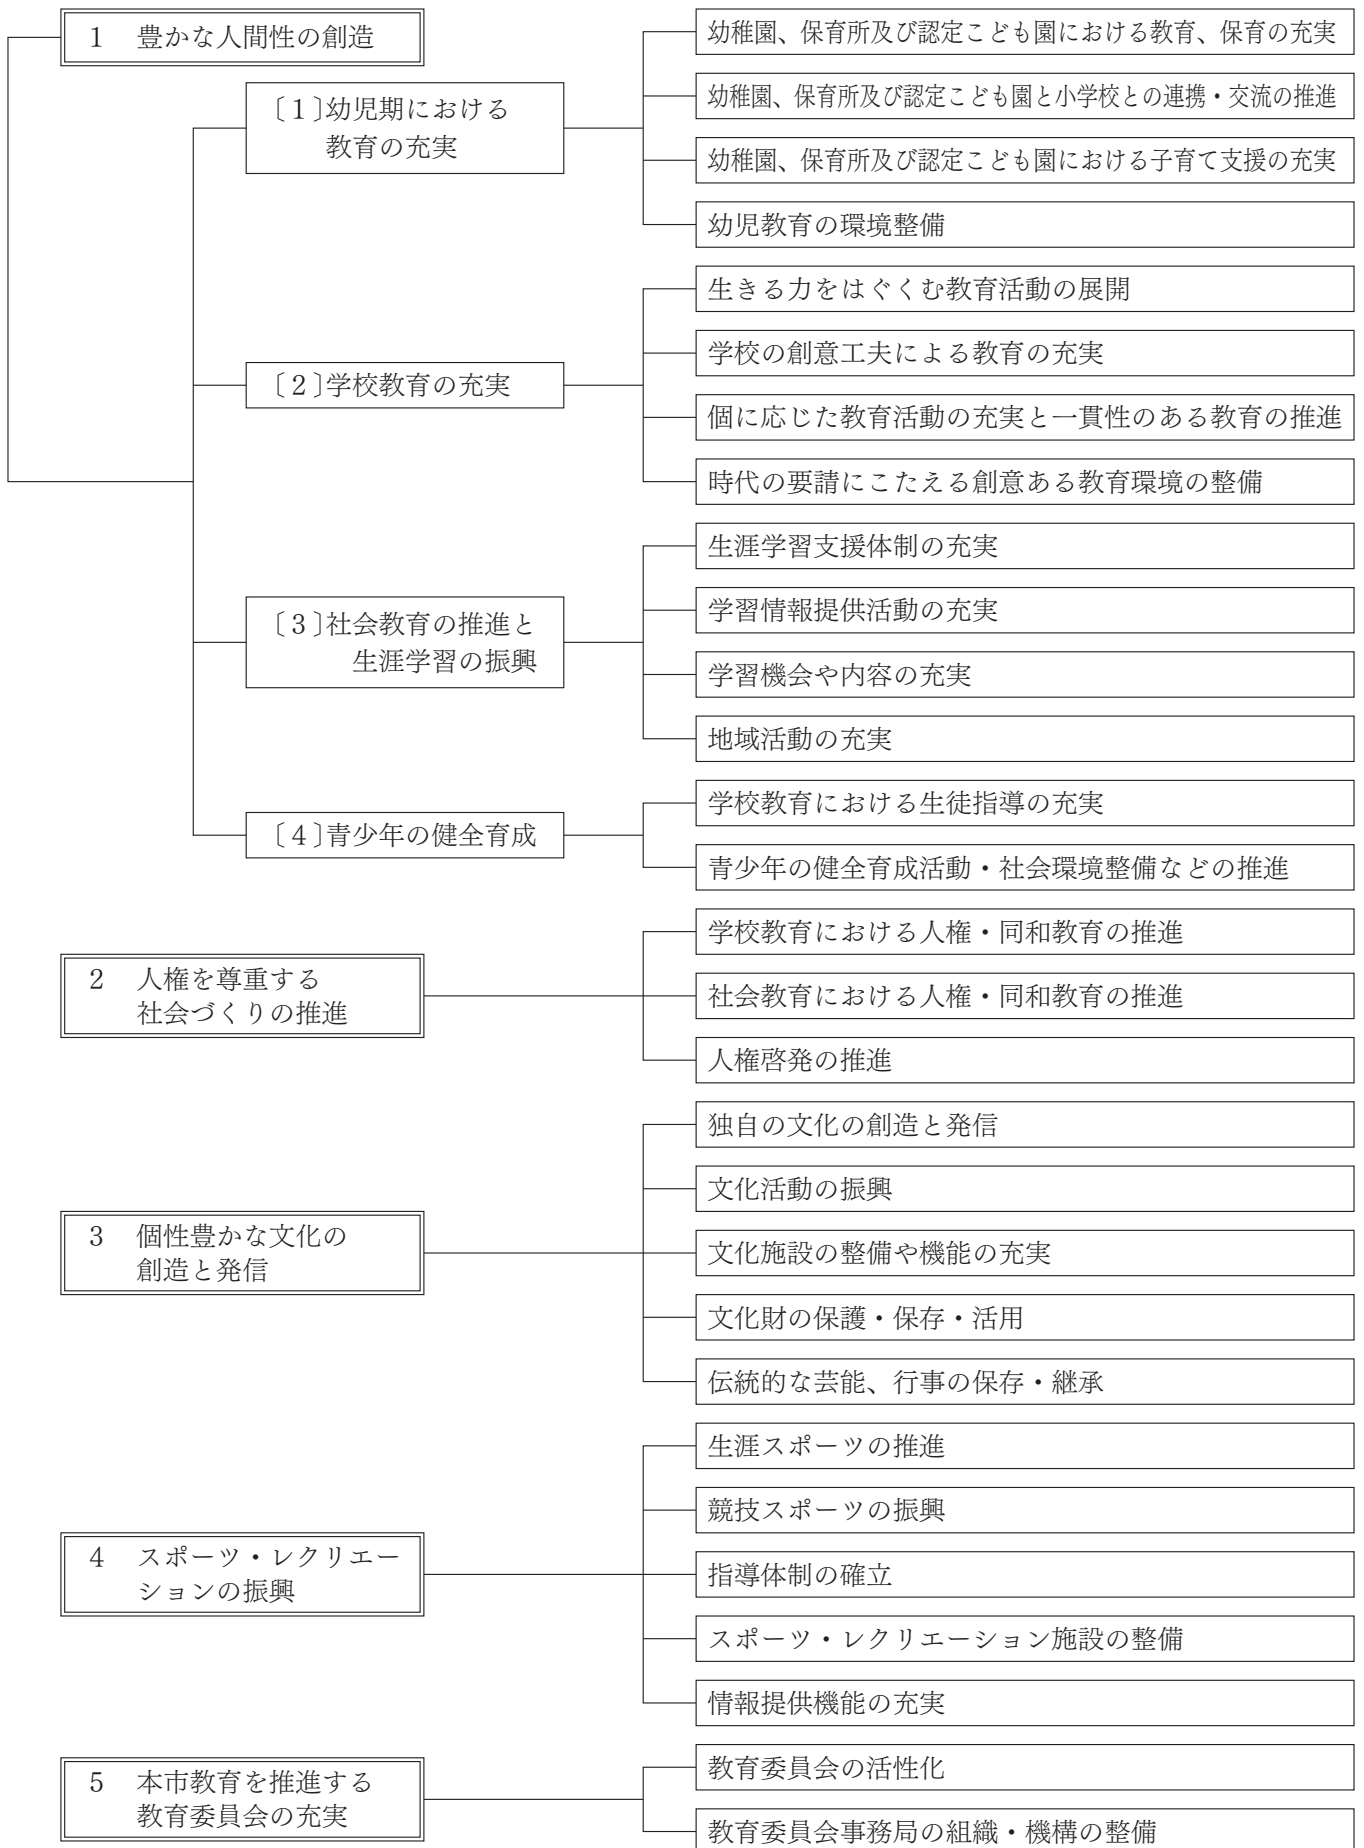 1 豊かな人間性の創造
〔1〕幼児期における
教育の充実
幼稚園、保育所及び認定こども園における教育、保育の充実
幼稚園、保育所及び認定こども園と小学校との連携・交流の推進
幼稚園、保育所及び認定こども園における子育て支援の充実
幼児教育の環境整備
〔2〕学校教育の充実
生きる力をはぐくむ教育活動の展開
学校の創意工夫による教育の充実
個に応じた教育活動の充実と一貫性のある教育の推進
時代の要請にこたえる創意ある教育環境の整備
〔3〕社会教育の推進と
生涯学習の振興
生涯学習支援体制の充実
学習情報提供活動の充実
学習機会や内容の充実
地域活動の充実
〔4〕青少年の健全育成
学校教育における生徒指導の充実
青少年の健全育成活動・社会環境整備などの推進
2 人権を尊重する
社会づくりの推進
学校教育における人権・同和教育の推進
社会教育における人権・同和教育の推進
人権啓発の推進
3 個性豊かな文化の
創造と発信
独自の文化の創造と発信
文化活動の振興
文化施設の整備や機能の充実
文化財の保護・保存・活用
伝統的な芸能、行事の保存・継承
4 スポーツ・レクリエー
ションの振興
生涯スポーツの推進
競技スポーツの振興
指導体制の確立
スポーツ・レクリエーション施設の整備
情報提供機能の充実
5 本市教育を推進する
教育委員会の充実
教育委員会の活性化
教育委員会事務局の組織・機構の整備